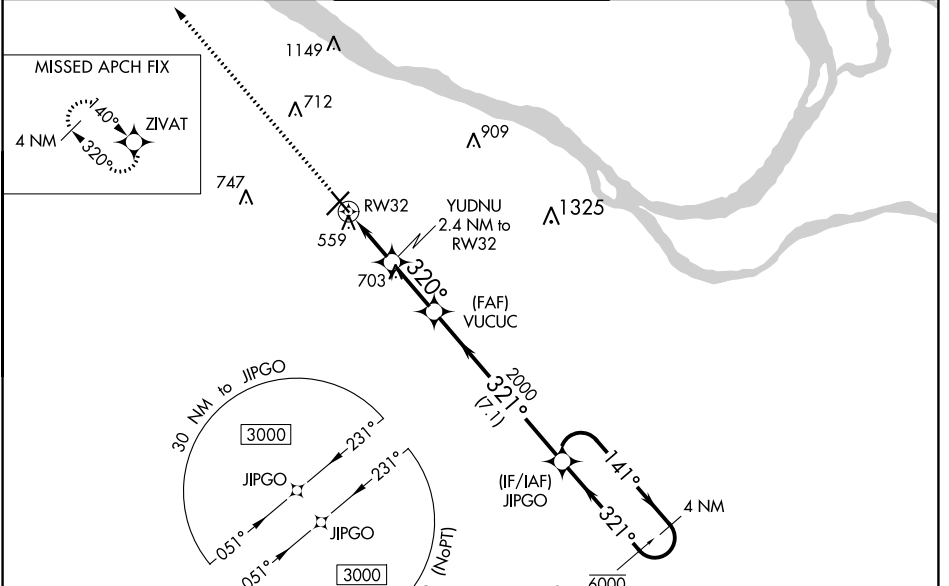 1149
MISSED APCH FIX
140°
ZIVAT
4 NM
320°
712
909
747
RW32
559
YUDNU
2.4 NM to
RW32
1325
703
320°
(FAF)
VUCUC
2000
321°
(7.1)
30 NM to JIPGO
3000
231°
JIPGO
051°
231°
JIPGO
051°
3000
(NoPT)
(IF/IAF)
JIPGO
141°
321°
4 NM
6000